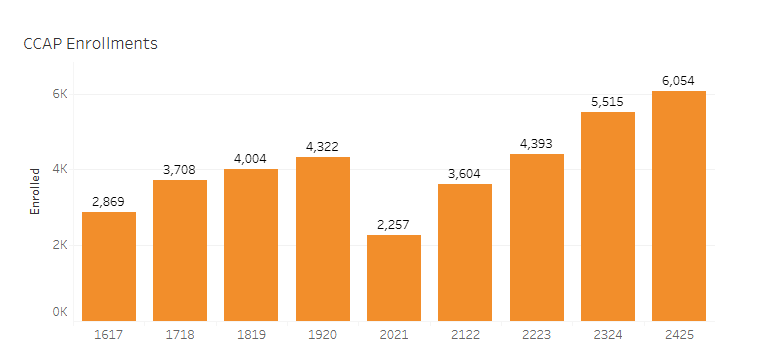 CCAP Enrollments
Enrolled
6K
4K
2K
0K
2,869
3,708
4,004
4,322
2,257
3,604
4,393
5,515
6,054
1617 1718 1819 1920 2021 2122 2223 2324 2425